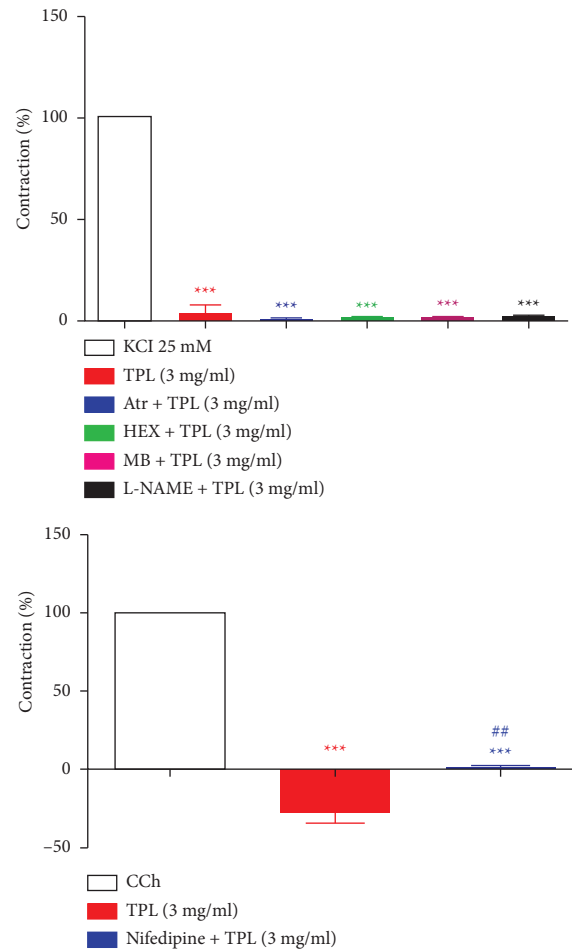 150
100
50
0
Contraction (%)
***
***
***
***
***
KCI 25 mM
TPL (3 mg/ml)
Atr + TPL (3 mg/ml)
HEX + TPL (3 mg/ml)
MB + TPL (3 mg/ml)
L-NAME + TPL (3 mg/ml)
150
100
50
0
–50
Contraction (%)
***
##
***
CCh
TPL (3 mg/ml)
Nifedipine + TPL (3 mg/ml)